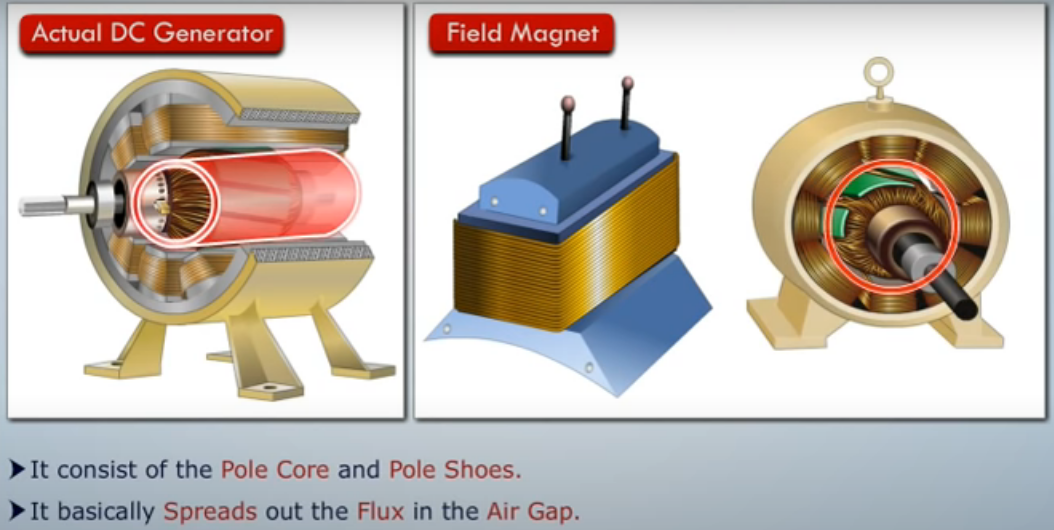 Actual DC Generator
Field Magnet
➤It consist of the Pole Core and Pole Shoes.
➤It basically Spreads out the Flux in the Air Gap.